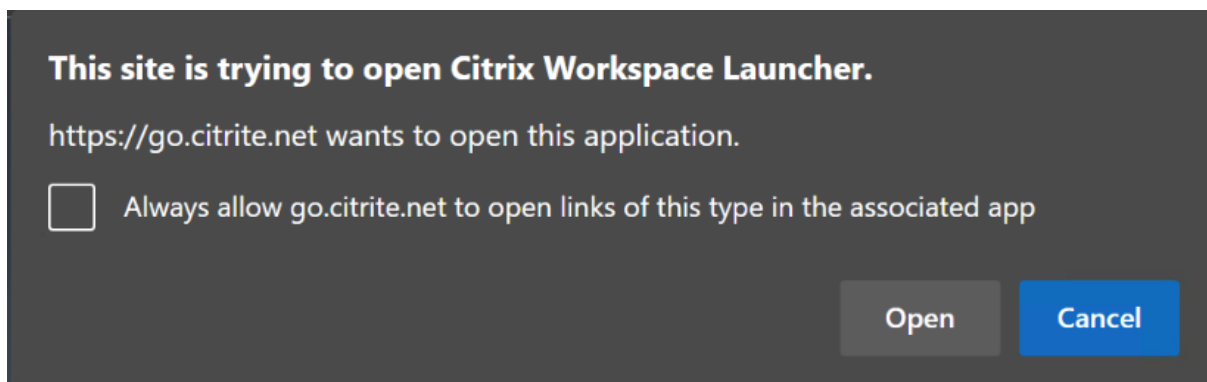 This site is trying to open Citrix Workspace Launcher.
https://go.citrite.net wants to open this application.
Always allow go.citrite.net to open links of this type in the associated app
Open Cancel